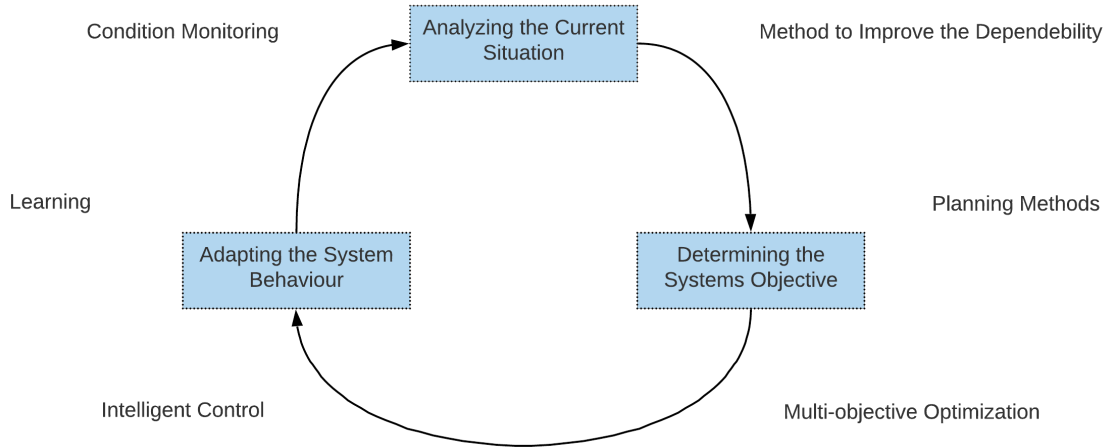 Condition Monitoring
Analyzing the Current
Situation
Method to Improve the Dependebility
Learning
Planning Methods
Adapting the System
Behaviour
Determining the
Systems Objective
Intelligent Control
Multi-objective Optimization